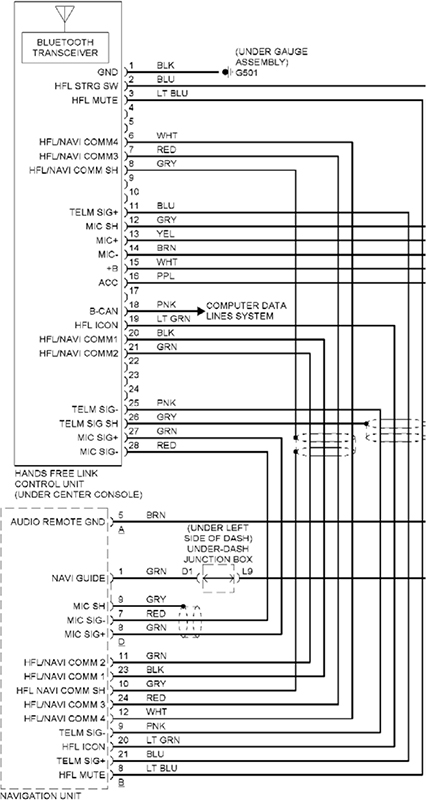 BLUETOOTH
TRANSCEIVER
(UNDER GAUGE
ASSEMBLY)
GND 1 BLK G501
HFL STRG SW 2 BLU
HFL MUTE 3 LT BLU
4
5
HFL/NAVI COMM4 6 WHT
HFL/NAVI COMM3 7 RED
HFL/NAVI COMM SH 8 GRY
9
10
TELM SIG+ 11 BLU
MIC SH 12 GRY
MIC+ 13 YEL
MIC- 14 BRN
+B 15 WHT
ACC 16 PPL
17
B-CAN 18 PNK COMPUTER DATA
LINES SYSTEM
HFL ICON 19 LT GRN
HFL/NAVI COMM1 20 BLK
HFL/NAVI COMM2 21 GRN
22
23
24
TELM SIG- 25 PNK
TELM SIG SH 26 GRY
MIC SIG+ 27 GRN
MIC SIG- 28 RED
HANDS FREE LINK
CONTROL UNIT
(UNDER CENTER CONSOLE)
AUDIO REMOTE GND 5 BRN
A
(UNDER LEFT
SIDE OF DASH)
UNDER-DASH
JUNCTION BOX
NAVI GUIDE 1 GRN D1 L9
MIC SH 9 GRY
MIC SIG- 7 RED
MIC SIG+ 8 GRN
D
HFL/NAVI COMM 2 11 GRN
HFL/NAVI COMM 1 23 BLK
HFL NAVI COMM SH 10 GRY
HFL/NAVI COMM 3 24 RED
HFL/NAVI COMM 4 12 WHT
TELM SIG- 9 PNK
HFL ICON 20 LT GRN
TELM SIG+ 21 BLU
HFL MUTE 8 LT BLU
B
NAVIGATION UNIT